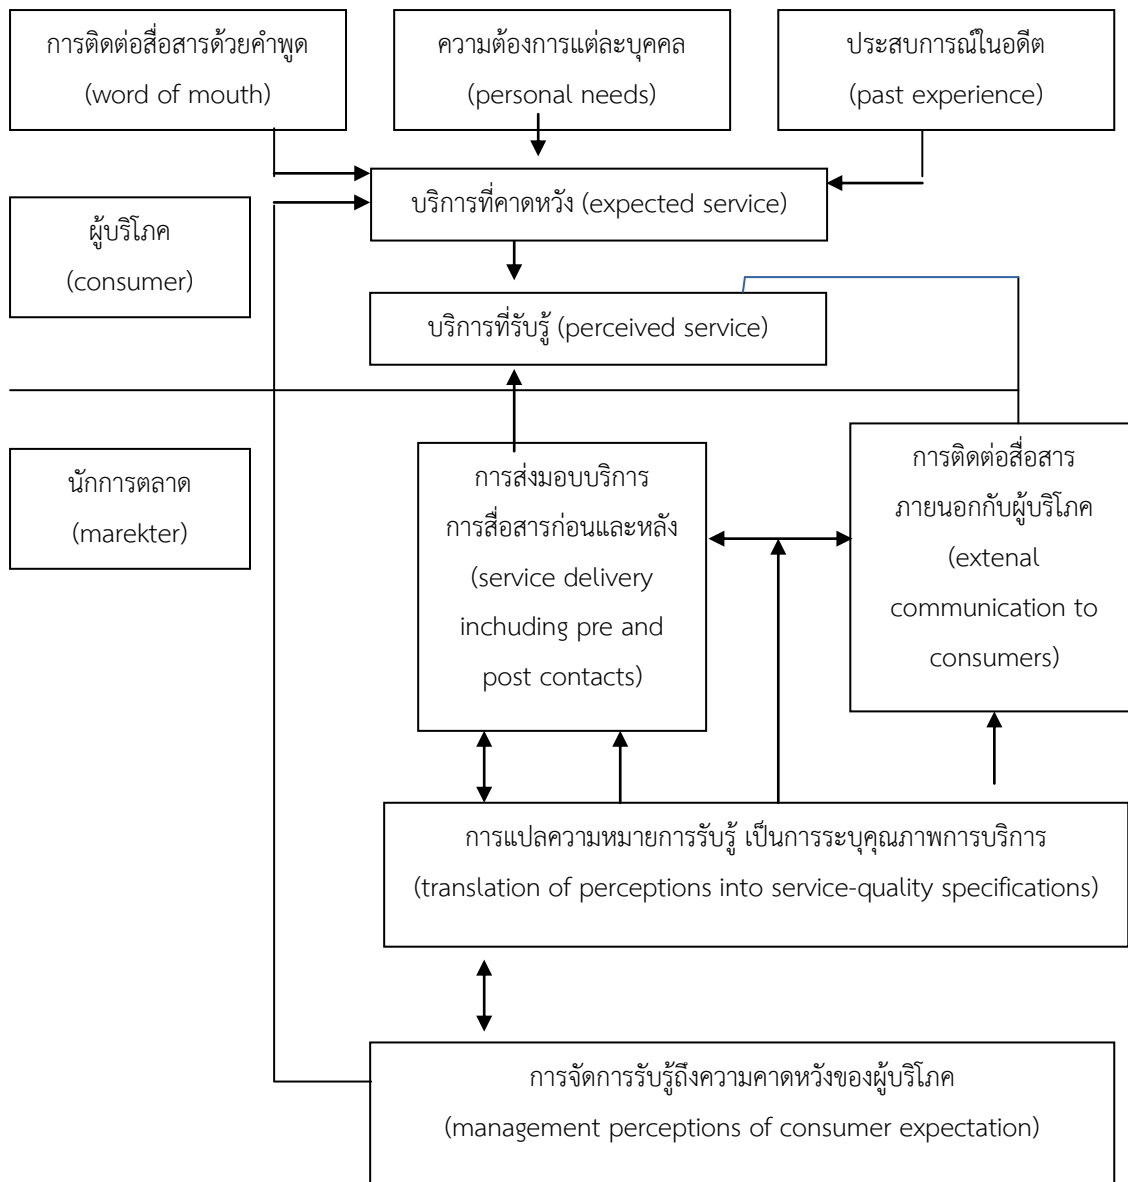 การติดต่อสื่อสารด้วยคำพูด
(word of mouth)
ความต้องการแต่ละบุคคล
(personal needs)
ประสบการณ์ในอดีต
(past experience)
บริการที่คาดหวัง (expected service)
ผู้บริโภค
(consumer)
บริการที่รับรู้ (perceived service)
นักการตลาด
(marekter)
การส่งมอบบริการ
การสื่อสารก่อนและหลัง
(service delivery
inchuding pre and
post contacts)
การติดต่อสื่อสาร
ภายนอกกับผู้บริโภค
(extenal
communication to
consumers)
การแปลความหมายการรับรู้ เป็นการระบุคุณภาพการบริการ
(translation of perceptions into service-quality specifications)
การจัดการรับรู้ถึงความคาดหวังของผู้บริโภค
(management perceptions of consumer expectation)